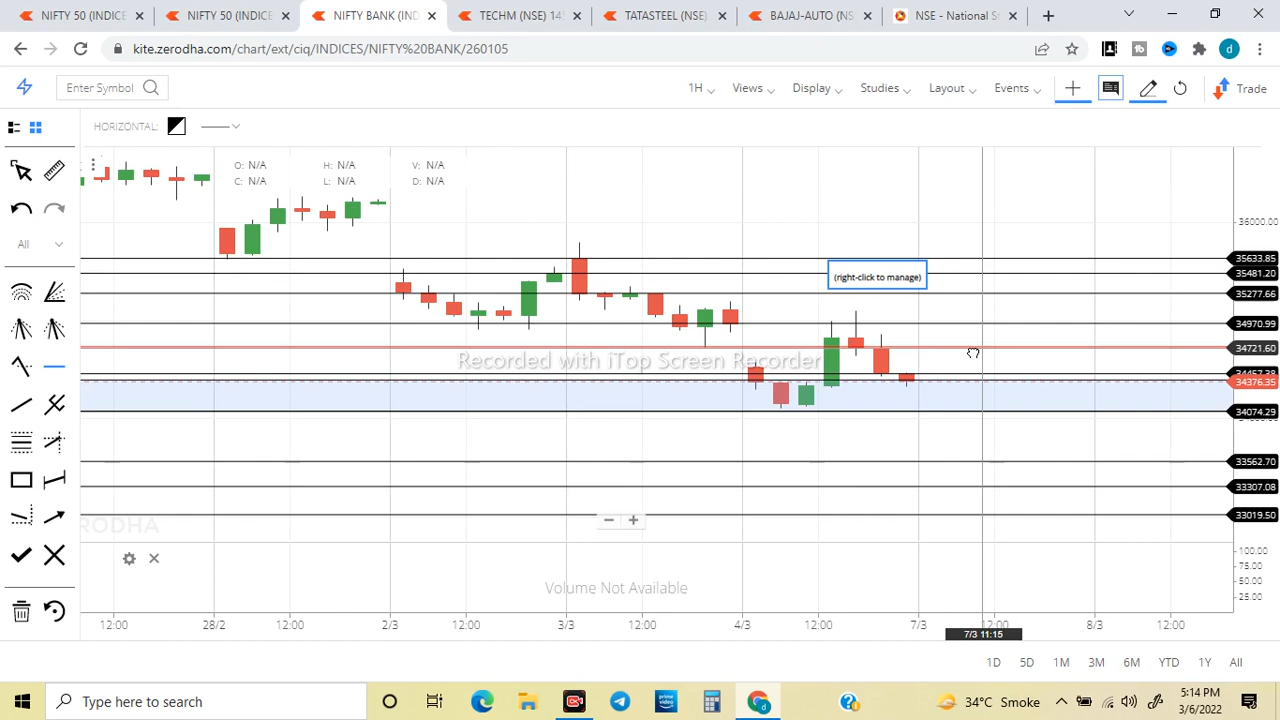 NIFTY 50 (INDICE
NIFTY 50 (INDICE
NIFTY BANK (IND
TECHM (NSE) 145
TATASTEEL (NSE)
BAJAJ-AUTO (NSE
NSE - National St
kite.zerodha.com/chart/ext/ciq/INDICES/NIFTY%20BANK/260105
d
Enter Symbol
1H
Views
Display
Studies
Layout
Events
Trade
HORIZONTAL:
O: N/A
H: N/A
V: N/A
C: N/A
L: N/A
D: N/A
All
36000.00
35633.85
35481.20
35277.66
34970.99
34721.60
34376.35
34074.29
33562.70
33307.08
33019.50
(right-click to manage)
Recorded with iTop Screen Recorder
Volume Not Available
100.00
75.00
50.00
25.00
12:00
28/2
12:00
2/3
12:00
3/3
12:00
4/3
12:00
7/3
12:00
8/3
12:00
7/3 11:15
1D
5D
1M
3M
6M
YTD
1Y
All
Type here to search
prime video
34°C Smoke
5:14 PM
3/6/2022